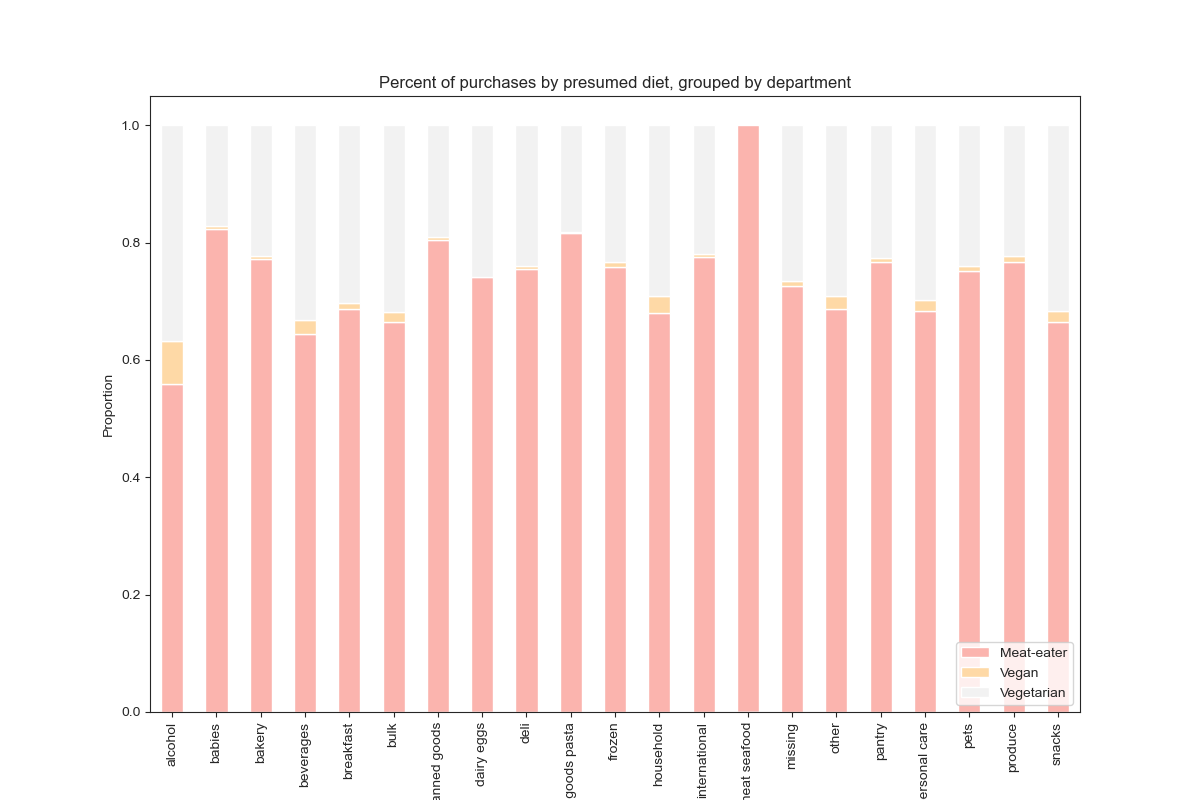 Percent of purchases by presumed diet, grouped by department
Proportion
1.0
0.8
0.6
0.4
0.2
0.0
alcohol
babies
bakery
beverages
breakfast
bulk
anned goods
dairy eggs
deli
goods pasta
frozen
household
international
meat seafood
missing
other
pantry
ersonal care
pets
produce
snacks
Meat-eater
Vegan
Vegetarian